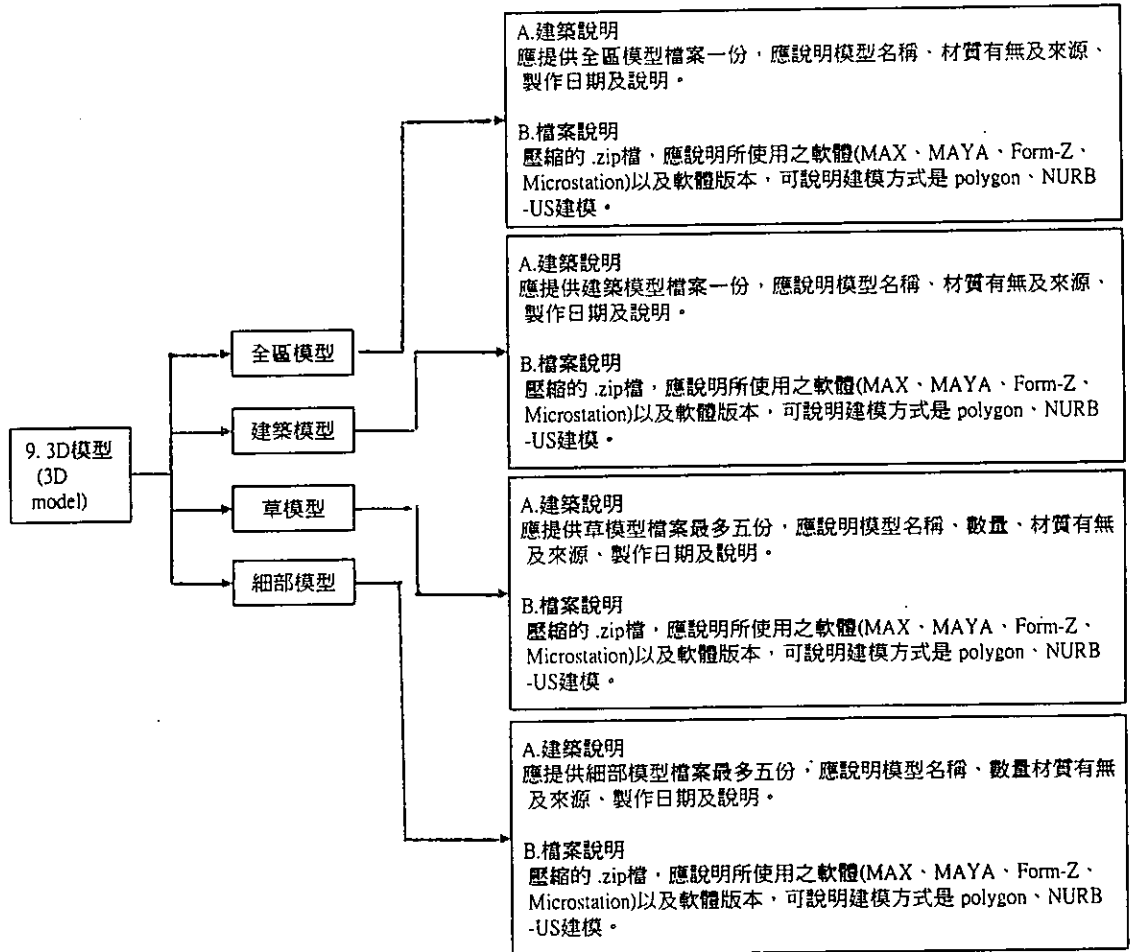 9. 3D模型
(3D
model)
全區模型
建築模型
草模型
細部模型
A.建築說明
應提供全區模型檔案一份，應說明模型名稱、材質有無及來源、
製作日期及說明。
B.檔案說明
壓縮的 .zip檔，應說明所使用之軟體(MAX、MAYA、Form-Z、
Microstation)以及軟體版本，可說明建模方式是 polygon、NURB
-US建模。
A.建築說明
應提供建築模型檔案一份，應說明模型名稱、材質有無及來源、
製作日期及說明。
B.檔案說明
壓縮的 .zip檔，應說明所使用之軟體(MAX、MAYA、Form-Z、
Microstation)以及軟體版本，可說明建模方式是 polygon、NURB
-US建模。
A.建築說明
應提供草模型檔案最多五份，應說明模型名稱、數量、材質有無
及來源、製作日期及說明。
B.檔案說明
壓縮的 .zip檔，應說明所使用之軟體(MAX、MAYA、Form-Z、
Microstation)以及軟體版本，可說明建模方式是 polygon、NURB
-US建模。
A.建築說明
應提供細部模型檔案最多五份，應說明模型名稱、數量材質有無
及來源、製作日期及說明。
B.檔案說明
壓縮的 .zip檔，應說明所使用之軟體(MAX、MAYA、Form-Z、
Microstation)以及軟體版本，可說明建模方式是 polygon、NURB
-US建模。